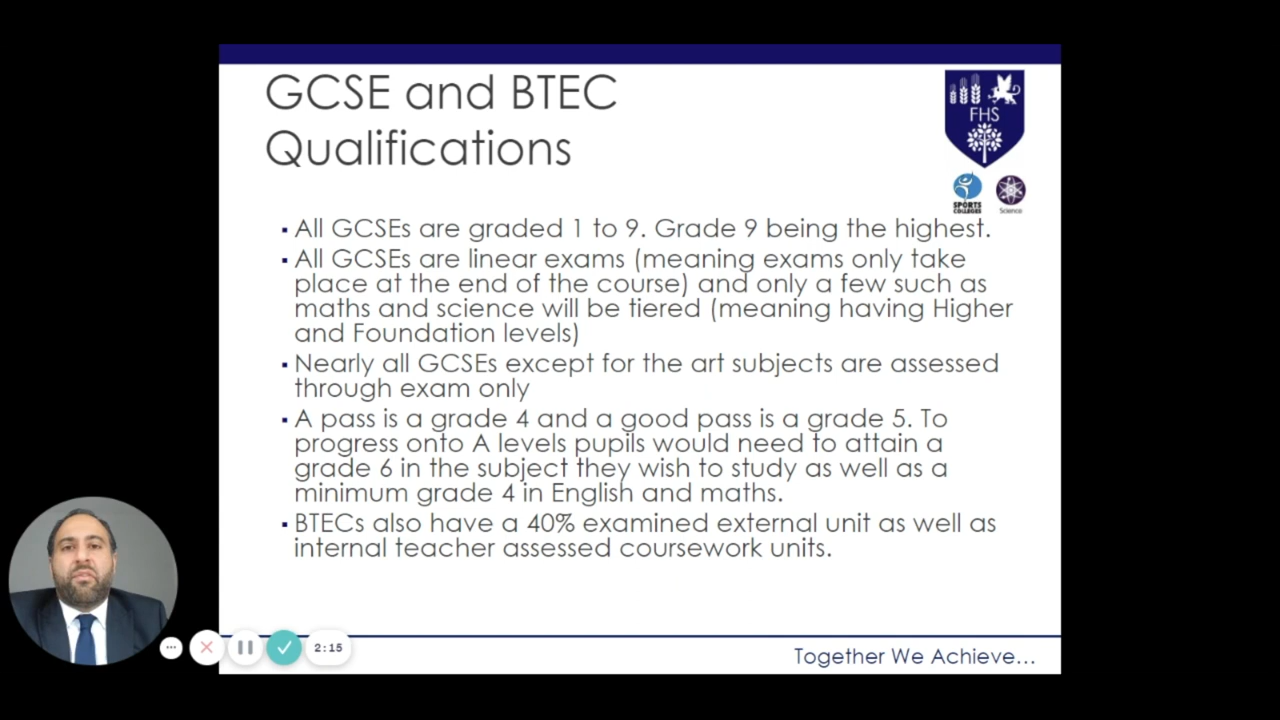 GCSE and BTEC
Qualifications
FHS
SPORTS
COLLEGES
Science
▪ All GCSEs are graded 1 to 9. Grade 9 being the highest.
▪ All GCSEs are linear exams (meaning exams only take
place at the end of the course) and only a few such as
maths and science will be tiered (meaning having Higher
and Foundation levels)
▪ Nearly all GCSEs except for the art subjects are assessed
through exam only
▪ A pass is a grade 4 and a good pass is a grade 5. To
progress onto A levels pupils would need to attain a
grade 6 in the subject they wish to study as well as a
minimum grade 4 in English and maths.
▪ BTECs also have a 40% examined external unit as well as
internal teacher assessed coursework units.
2:15
Together We Achieve...